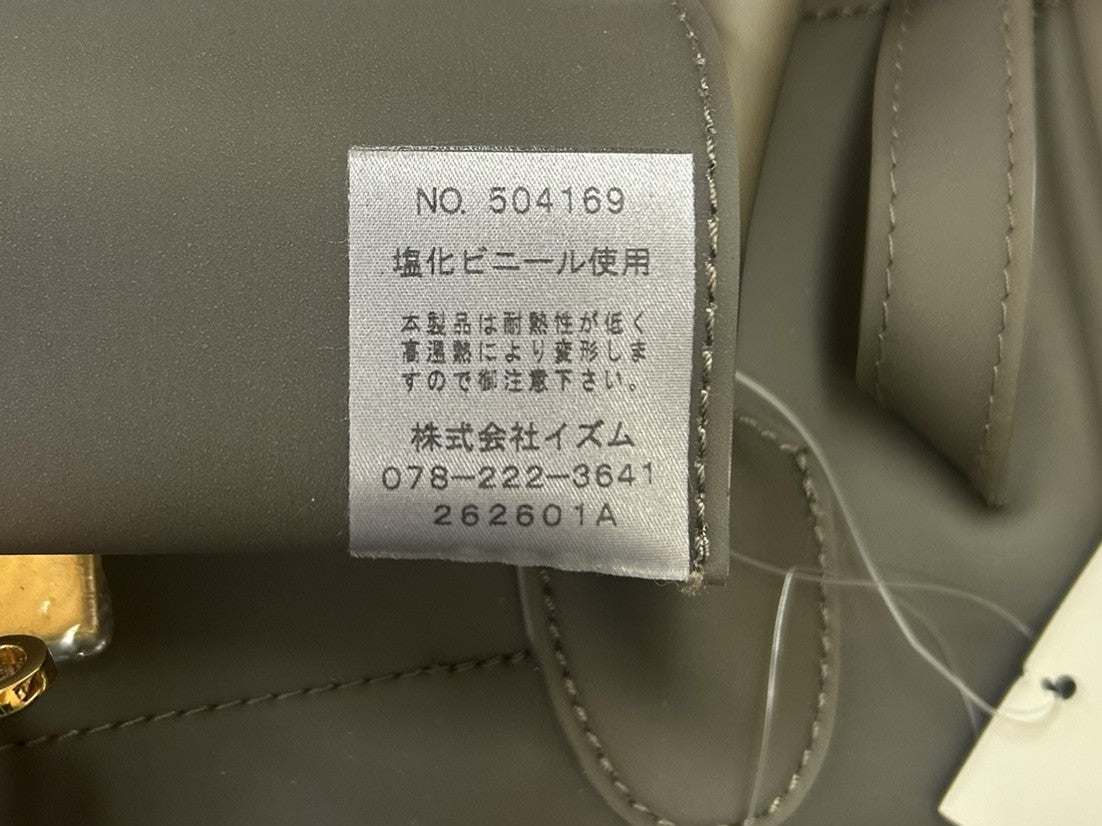 NO. 504169
塩化ビニール使用
本製品は耐熱性が低く
高温熱により変形しま
すので御注意下さい。
株式会社イズム
078-222-3641
262601A